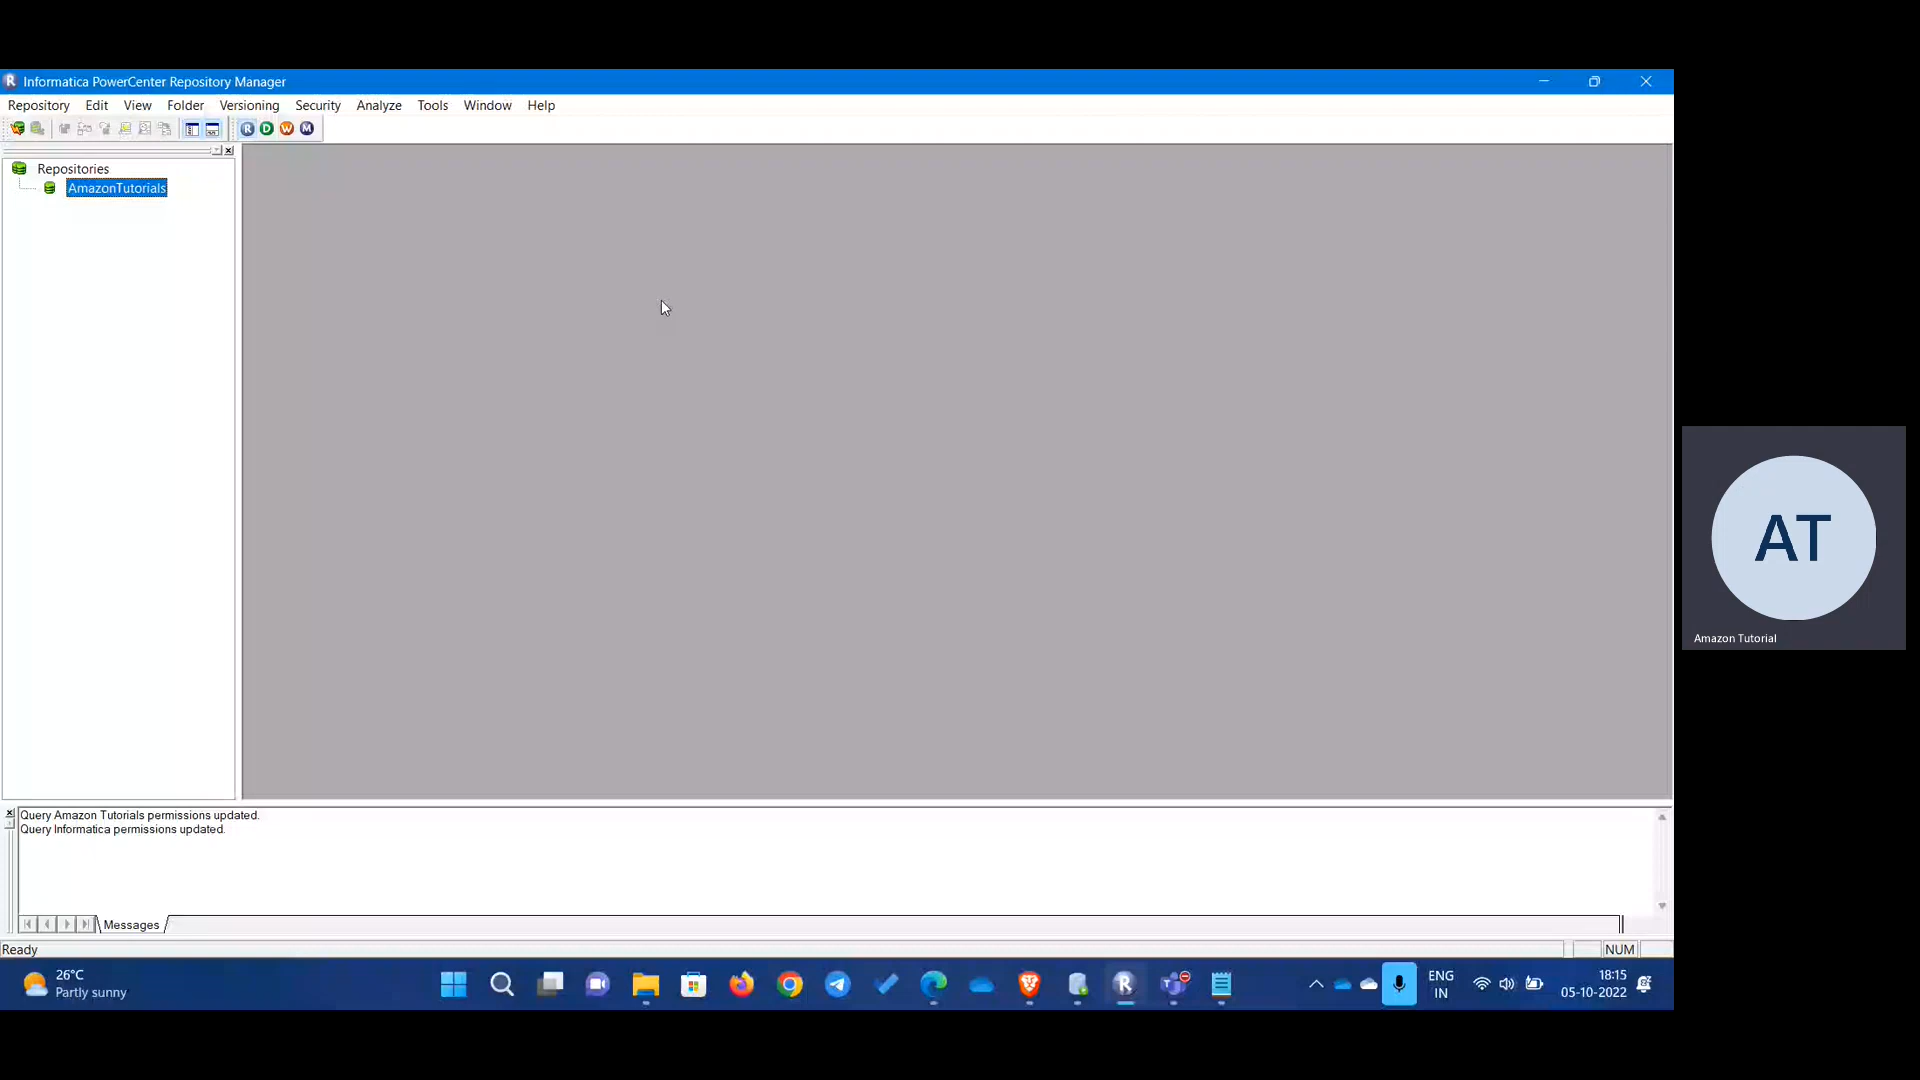 R Informatica PowerCenter Repository Manager
Repository Edit View Folder Versioning Security Analyze Tools Window Help
R D W M
Repositories
AmazonTutorials
AT
Amazon Tutorial
Query Amazon Tutorials permissions updated.
Query Informatica permissions updated.
Messages
Ready
NUM
26°C
Partly sunny
R
ENG
IN
18:15
05-10-2022